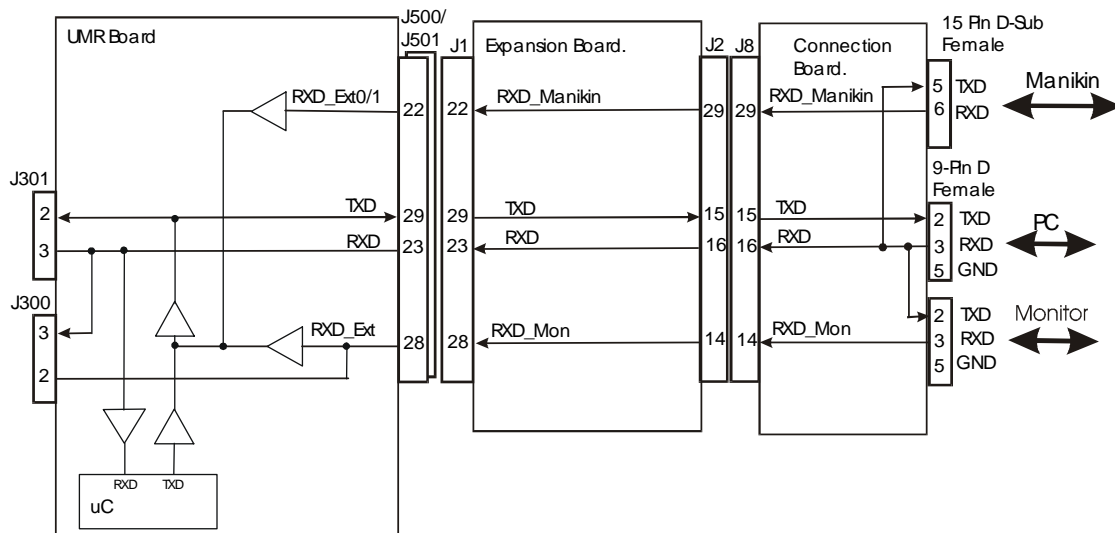 UMR Board
J500/
J501
J1
Expansion Board.
J2
J8
Connection
Board.
15 Pin D-Sub
Female
RXD_Ext0/1
22
22
RXD_Manikin
29
29
RXD_Manikin
5
TXD
6
RXD
Manikin
J301
2
TXD
29
29
TXD
15
15
TXD
9-Pin D
Female
2
TXD
3
RXD
23
23
RXD
16
16
RXD
3
RXD
5
GND
PC
J300
3
2
RXD_Ext
28
28
RXD_Mon
14
14
RXD_Mon
2
TXD
3
RXD
5
GND
Monitor
RXD
TXD
uC